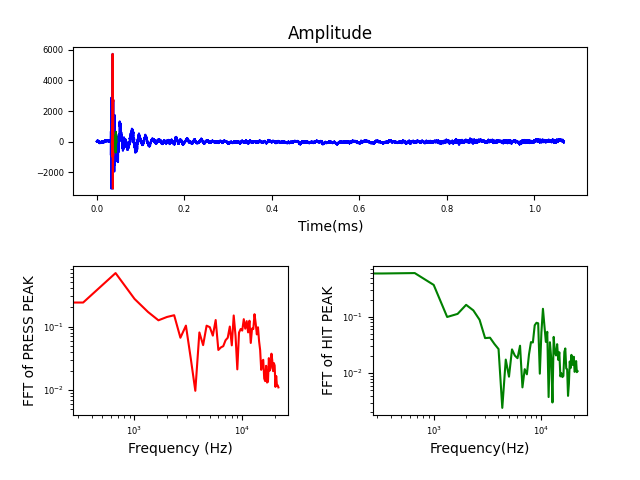 Amplitude
6000
4000
2000
0
−2000
0.0 0.2 0.4 0.6 0.8 1.0
Time(ms)
FFT of PRESS PEAK
10⁻¹
10⁻²
10³ 10⁴
Frequency (Hz)
FFT of HIT PEAK
10⁻¹
10⁻²
10³ 10⁴
Frequency(Hz)